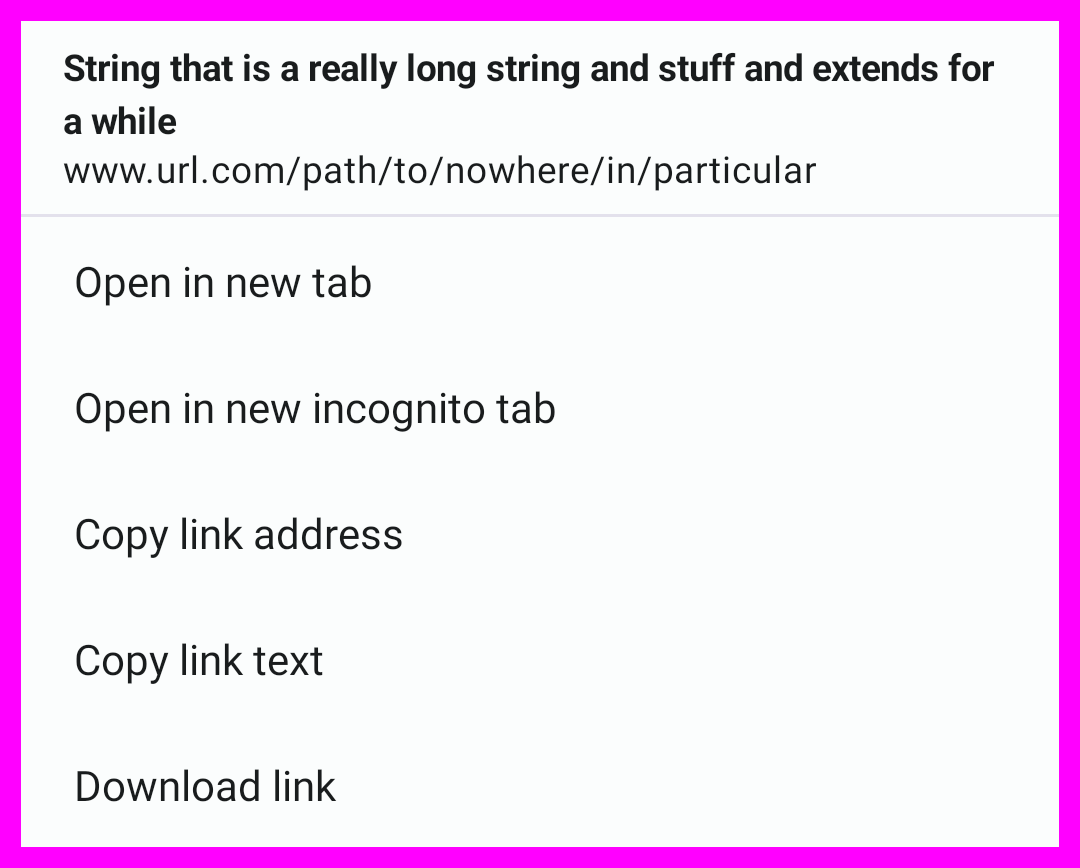 String that is a really long string and stuff and extends for
a while
www.url.com/path/to/nowhere/in/particular
Open in new tab
Open in new incognito tab
Copy link address
Copy link text
Download link